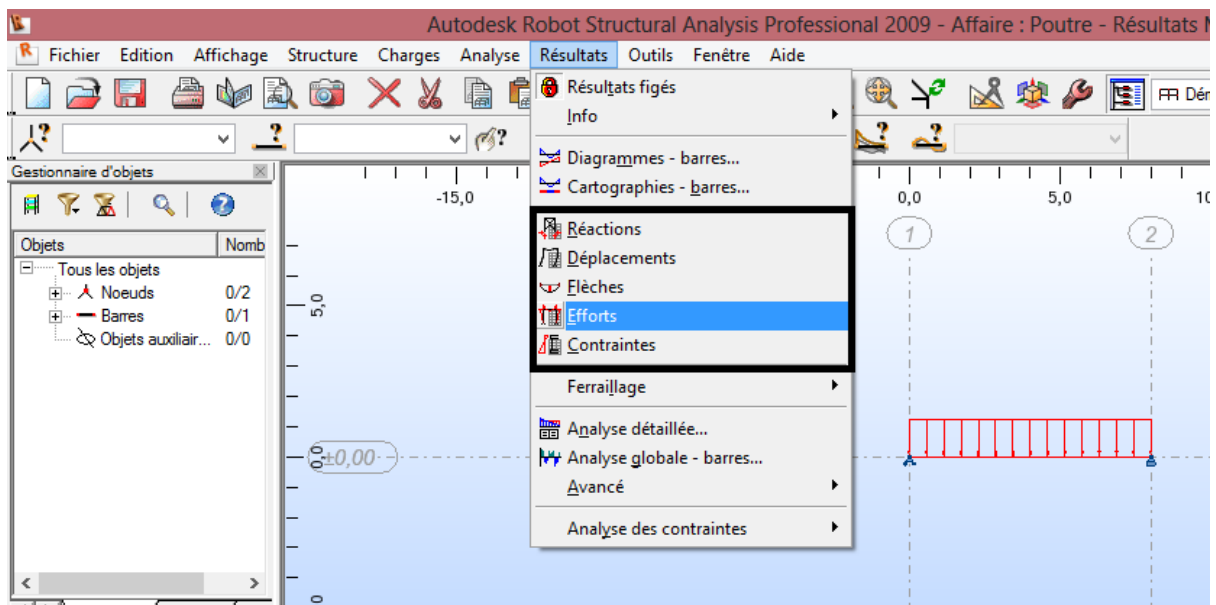 Autodesk Robot Structural Analysis Professional 2009 - Affaire : Poutre - Résultats
Fichier Edition Affichage Structure Charges Analyse Résultats Outils Fenêtre Aide
Résultats figés
Info
Diagrammes - barres...
Cartographies - barres...
Réactions
Déplacements
Flèches
Efforts
Contraintes
Ferraillage
Analyse détaillée...
Analyse globale - barres...
Avancé
Analyse des contraintes
Dér
Gestionnaire d'objets
Objets Nomb
Tous les objets
Noeuds 0/2
Barres 0/1
Objets auxiliair... 0/0
-15,0 0,0 5,0 10
1 2
5,0
0,0 ±0,00
0